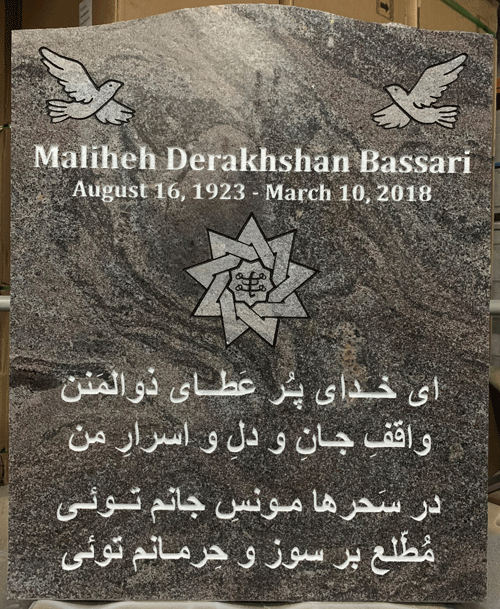 Maliheh Derakhshan Bassari
August 16, 1923 - March 10, 2018
ای خدای پُر عَطای ذوالمَنن
واقفِ جانِ و دلِ و اسرارِ من
در سَحرها مونسِ جانم توئی
مُطّلع بر سوز و حِرمانم توئی